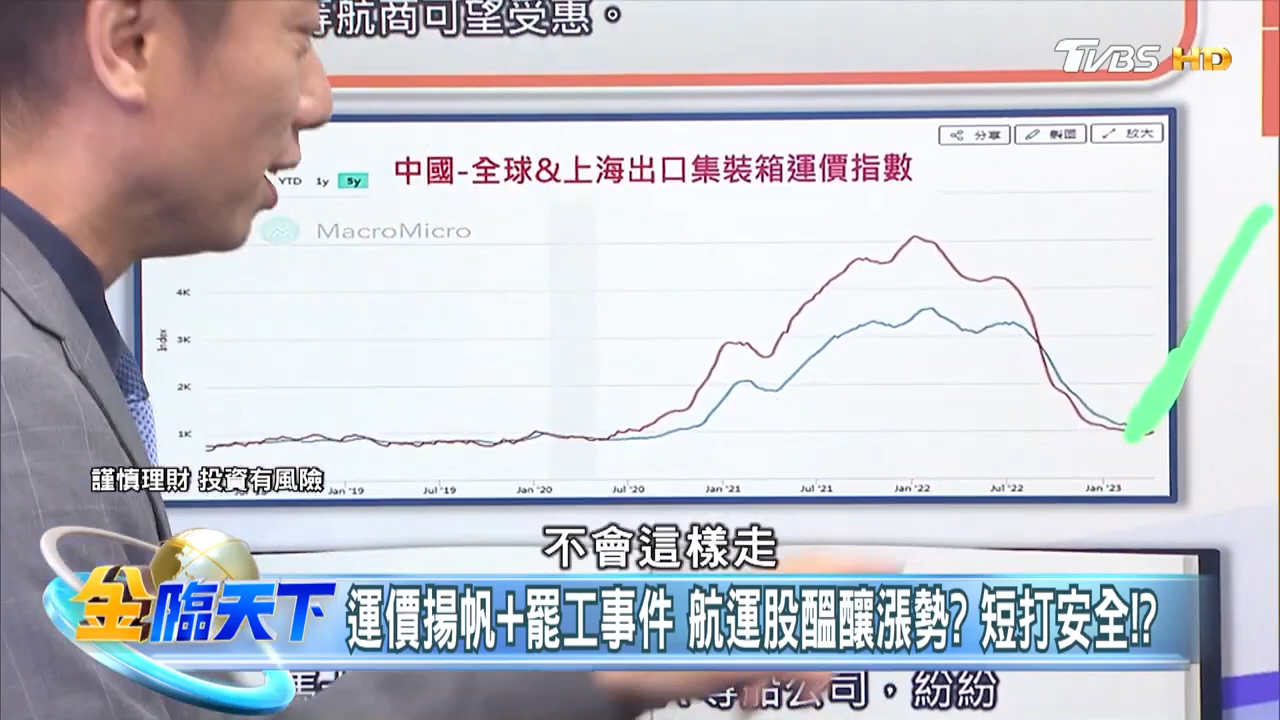 等航商可望受惠。
TVBS HD
分享 製圖 放大
中國-全球&上海出口集裝箱運價指數
YTD 1y 5y
MacroMicro
4K
3K
2K
1K
Index
Jan '19 Jul '19 Jan '20 Jul '20 Jan '21 Jul '21 Jan '22 Jul '22 Jan '23
謹慎理財 投資有風險
不會這樣走
金臨天下
運價揚帆+罷工事件 航運股醞釀漲勢? 短打安全!?
等船公司，紛紛